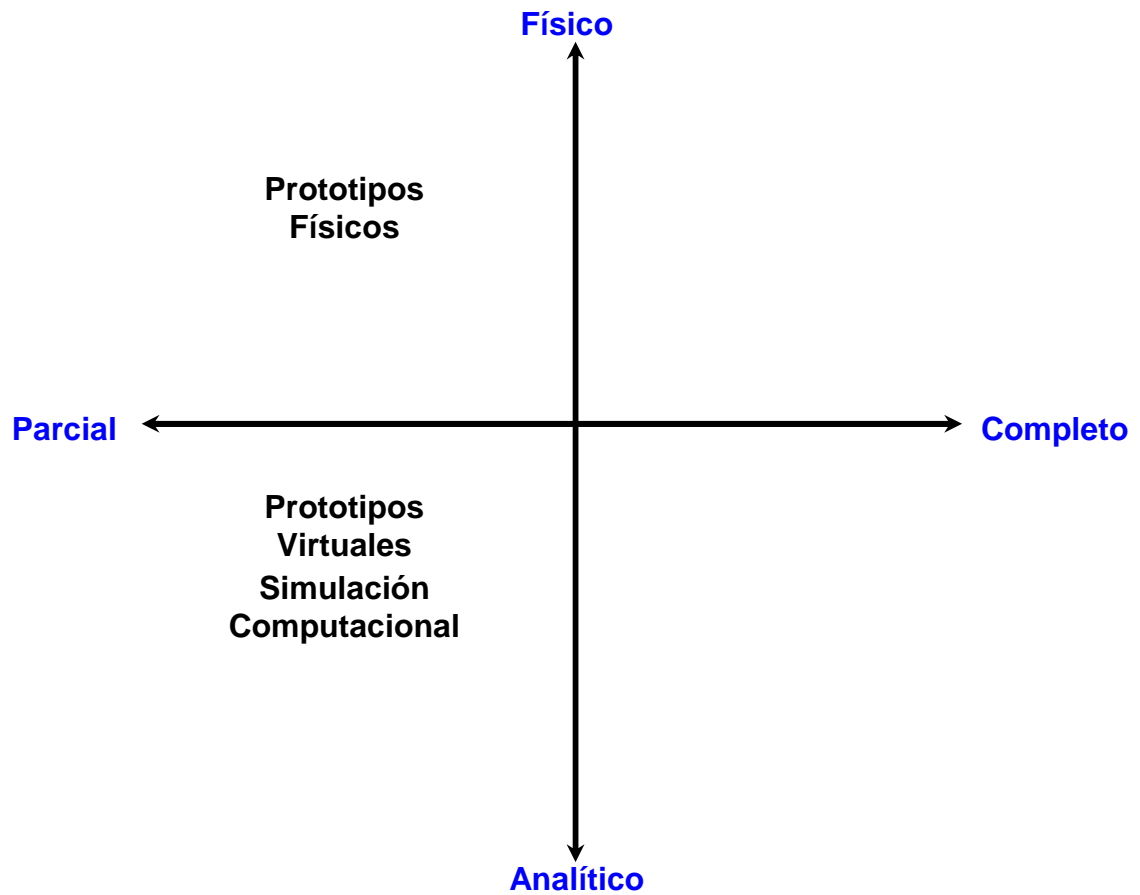 Físico
Prototipos
Físicos
Parcial
Completo
Prototipos
Virtuales
Simulación
Computacional
Analítico